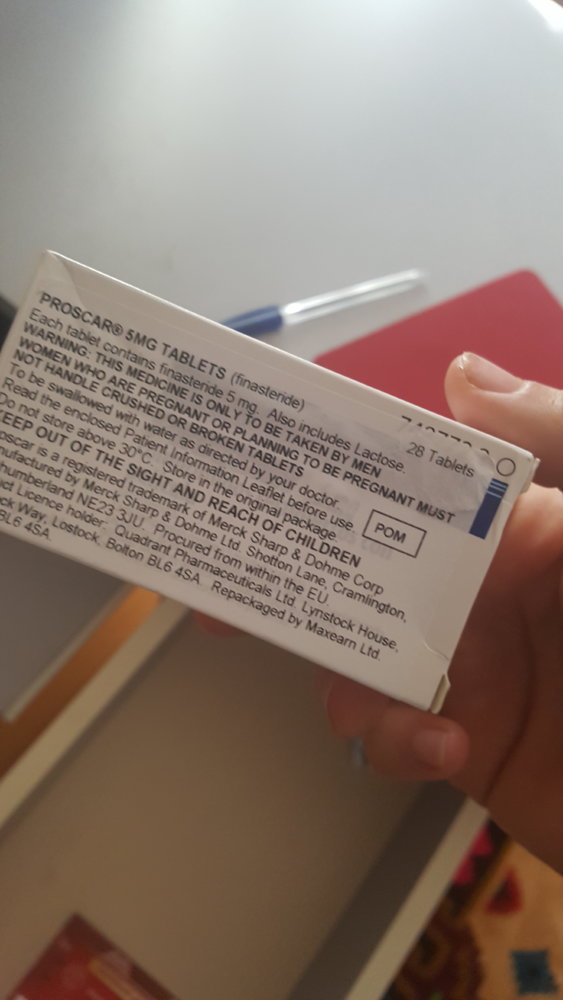 PROSCAR® 5MG TABLETS (finasteride)
Each tablet contains finasteride 5 mg. Also includes Lactose.
28 Tablets
WARNING: THIS MEDICINE IS ONLY TO BE TAKEN BY MEN
WOMEN WHO ARE PREGNANT OR PLANNING TO BE PREGNANT MUST
NOT HANDLE CRUSHED OR BROKEN TABLETS
To be swallowed with water as directed by your doctor.
Read the enclosed Patient Information Leaflet before use.
Do not store above 30°C. Store in the original package.
KEEP OUT OF THE SIGHT AND REACH OF CHILDREN
POM
oscar is a registered trademark of Merck Sharp & Dohme Corp
nufactured by Merck Sharp & Dohme Ltd. Shotton Lane, Cramlington,
thumberland NE23 3JU. Procured from within the EU.
ct Licence holder: Quadrant Pharmaceuticals Ltd, Lynstock House,
ck Way, Lostock, Bolton BL6 4SA. Repackaged by Maxearn Ltd.
BL6 4SA.